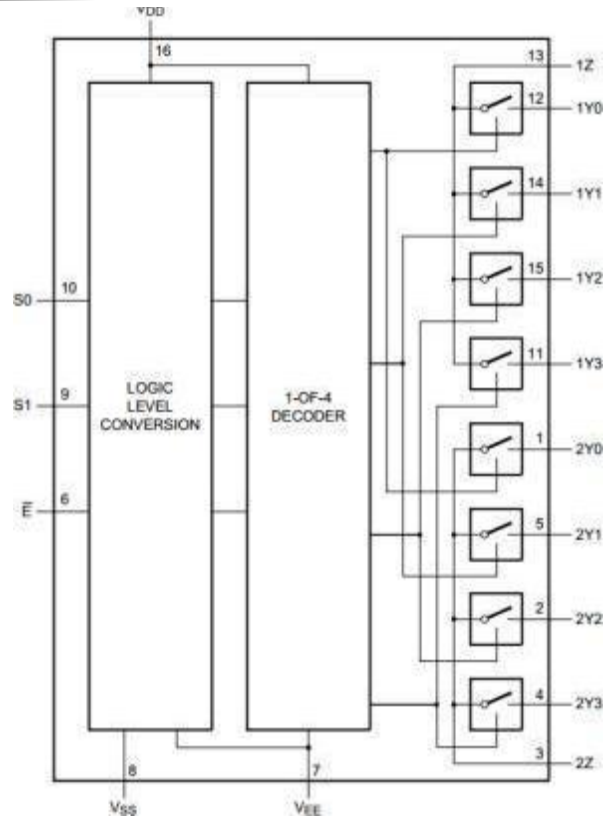 VDD
16
13 1Z
12 1Y0
14 1Y1
15 1Y2
S0 10
11 1Y3
LOGIC
LEVEL
CONVERSION
1-OF-4
DECODER
S1 9
1 2Y0
E̅ 6
5 2Y1
2 2Y2
4 2Y3
3 2Z
8
7
VSS
VEE